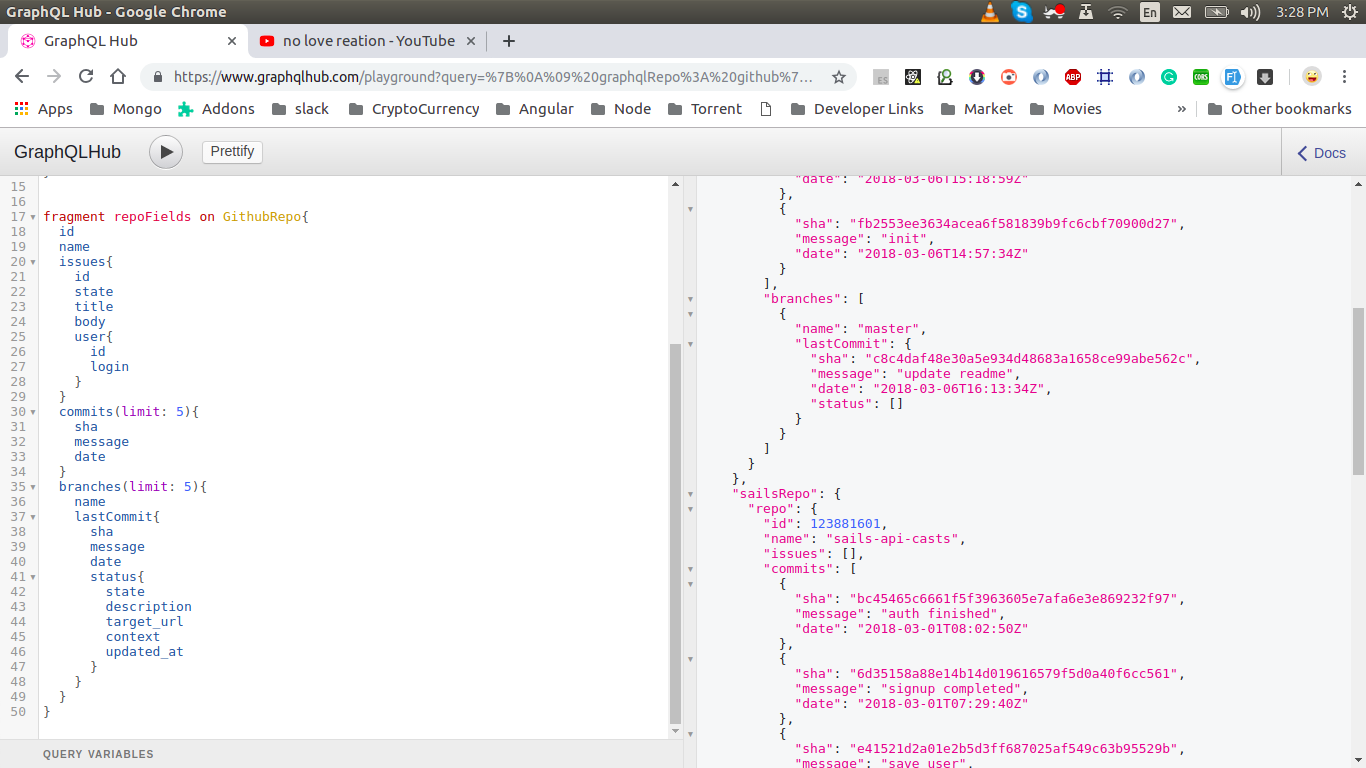 GraphQL Hub - Google Chrome
En
3:28 PM
GraphQL Hub
no love reation - YouTube
https://www.graphqlhub.com/playground?query=%7B%0A%09%20graphqlRepo%3A%20github%7...
ES
ABP
CORS
Apps
Mongo
Addons
slack
CryptoCurrency
Angular
Node
Torrent
Developer Links
Market
Movies
»
Other bookmarks
GraphQLHub
Prettify
Docs
15
16
17 fragment repoFields on GithubRepo{
18 id
19 name
20 issues{
21 id
22 state
23 title
24 body
25 user{
26 id
27 login
28 }
29 }
30 commits(limit: 5){
31 sha
32 message
33 date
34 }
35 branches(limit: 5){
36 name
37 lastCommit{
38 sha
39 message
40 date
41 status{
42 state
43 description
44 target_url
45 context
46 updated_at
47 }
48 }
49 }
50 }
QUERY VARIABLES
"date": "2018-03-06T15:18:59Z"
},
{
"sha": "fb2553ee3634acea6f581839b9fc6cbf70900d27",
"message": "init",
"date": "2018-03-06T14:57:34Z"
}
],
"branches": [
{
"name": "master",
"lastCommit": {
"sha": "c8c4daf48e30a5e934d48683a1658ce99abe562c",
"message": "update readme",
"date": "2018-03-06T16:13:34Z",
"status": []
}
}
]
}
},
"sailsRepo": {
"repo": {
"id": 123881601,
"name": "sails-api-casts",
"issues": [],
"commits": [
{
"sha": "bc45465c6661f5f3963605e7afa6e3e869232f97",
"message": "auth finished",
"date": "2018-03-01T08:02:50Z"
},
{
"sha": "6d35158a88e14b14d019616579f5d0a40f6cc561",
"message": "signup completed",
"date": "2018-03-01T07:29:40Z"
},
{
"sha": "e41521d2a01e2b5d3ff687025af549c63b95529b",
"message": "save user",